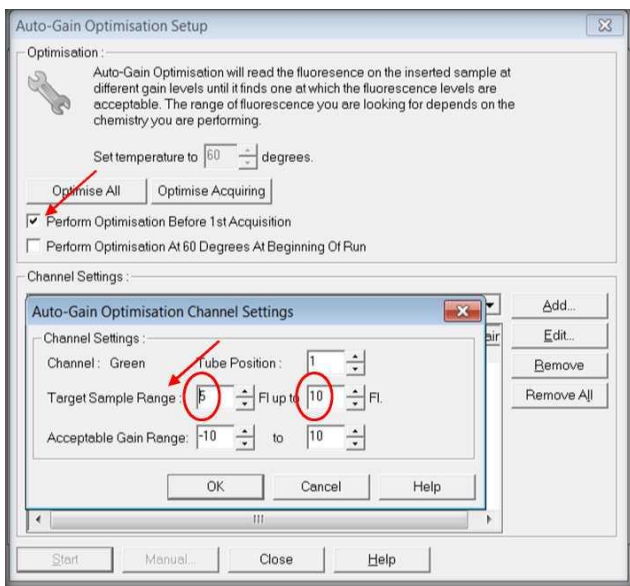 Auto-Gain Optimisation Setup
Optimisation :
Auto-Gain Optimisation will read the fluoresence on the inserted sample at
different gain levels until it finds one at which the fluorescence levels are
acceptable. The range of fluorescence you are looking for depends on the
chemistry you are performing.
Set temperature to 60 degrees.
Optimise All Optimise Acquiring
Perform Optimisation Before 1st Acquisition
Perform Optimisation At 60 Degrees At Beginning Of Run
Channel Settings :
Add...
Edit...
Remove
Remove All
Auto-Gain Optimisation Channel Settings
Channel Settings :
Channel : Green Tube Position : 1
Target Sample Range : 5 Fl up to 10 Fl.
Acceptable Gain Range: -10 to 10
OK Cancel Help
Start Manual... Close Help